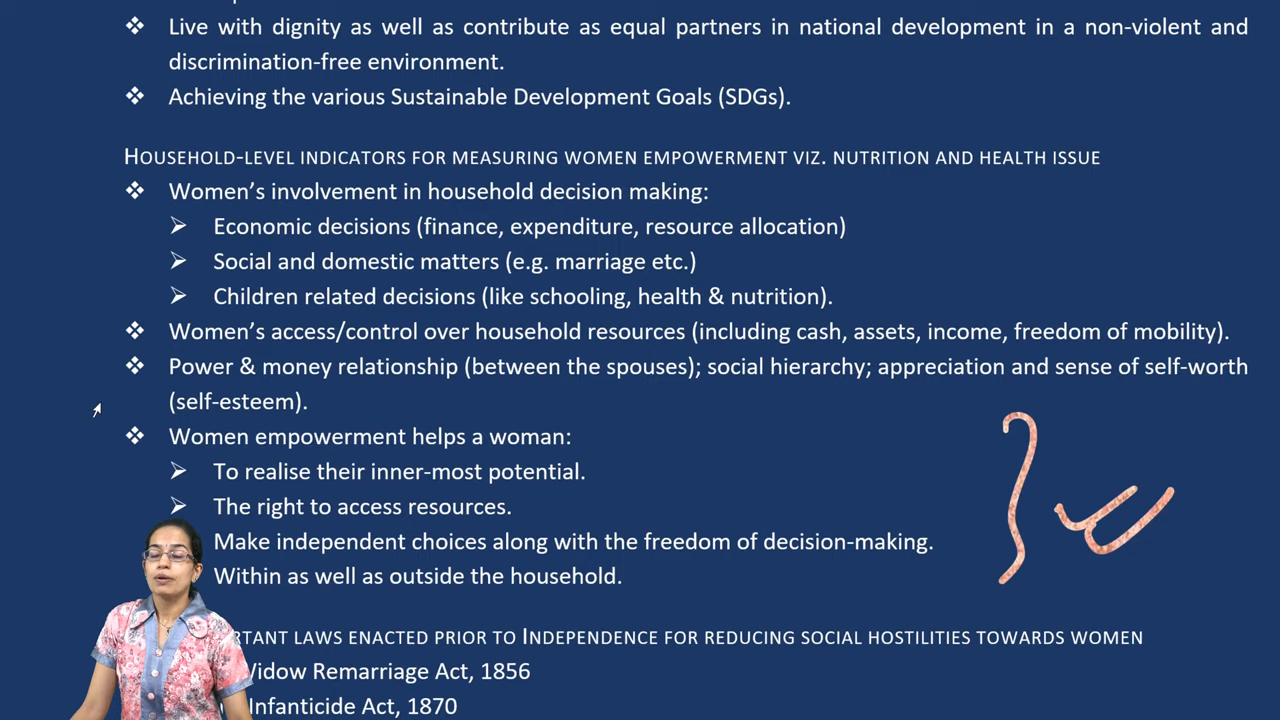 ❖ Live with dignity as well as contribute as equal partners in national development in a non-violent and
discrimination-free environment.
❖ Achieving the various Sustainable Development Goals (SDGs).
HOUSEHOLD-LEVEL INDICATORS FOR MEASURING WOMEN EMPOWERMENT VIZ. NUTRITION AND HEALTH ISSUE
❖ Women’s involvement in household decision making:
➢ Economic decisions (finance, expenditure, resource allocation)
➢ Social and domestic matters (e.g. marriage etc.)
➢ Children related decisions (like schooling, health & nutrition).
❖ Women’s access/control over household resources (including cash, assets, income, freedom of mobility).
❖ Power & money relationship (between the spouses); social hierarchy; appreciation and sense of self-worth
(self-esteem).
❖ Women empowerment helps a woman:
➢ To realise their inner-most potential.
➢ The right to access resources.
Make independent choices along with the freedom of decision-making.
Within as well as outside the household.
LAWS ENACTED PRIOR TO INDEPENDENCE FOR REDUCING SOCIAL HOSTILITIES TOWARDS WOMEN
Widow Remarriage Act, 1856
Infanticide Act, 1870